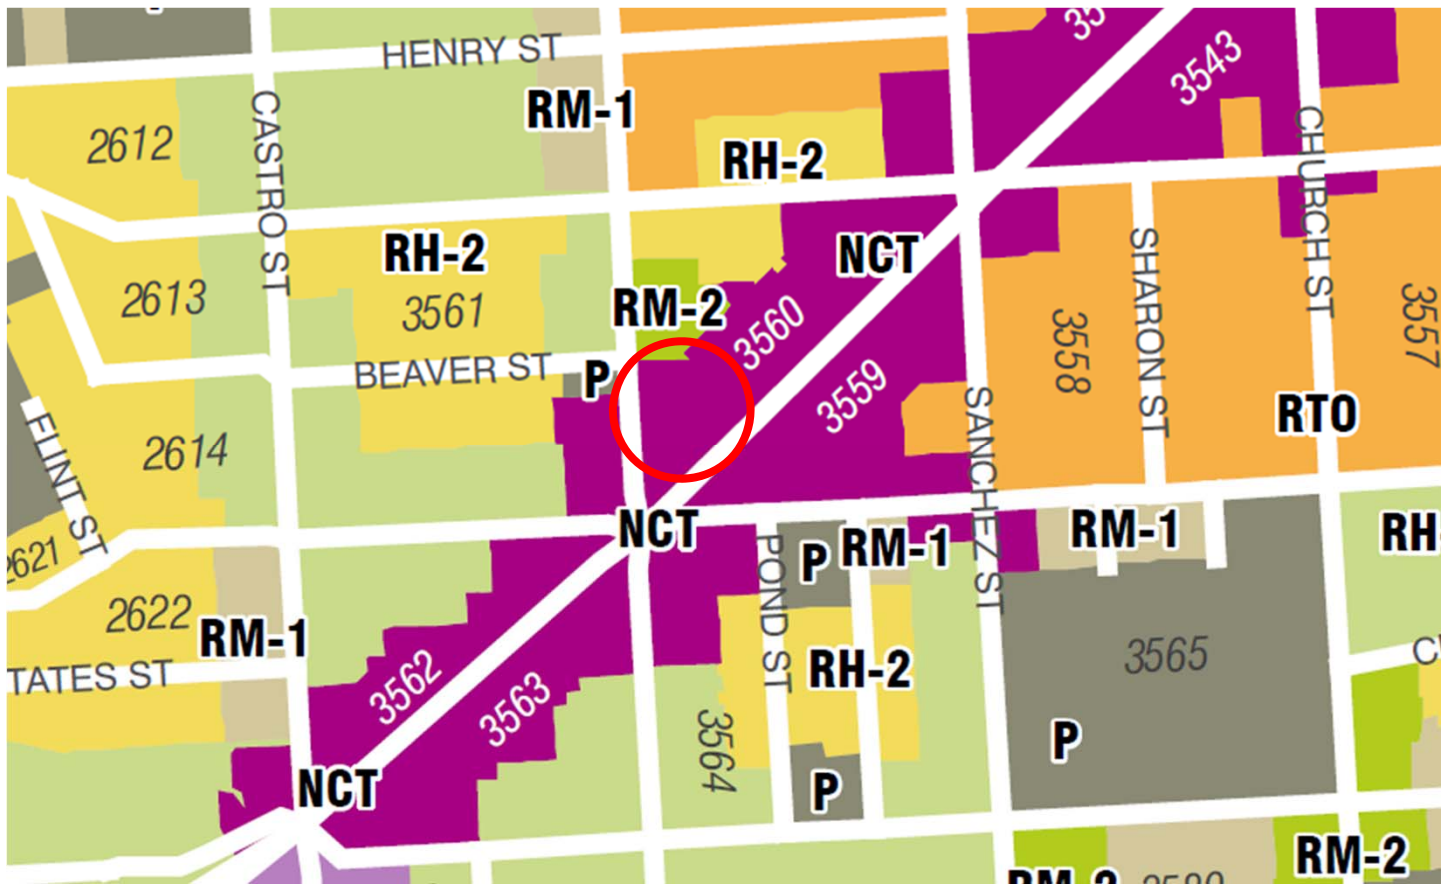 HENRY ST
RM-1
2612
CASTRO ST
RH-2
3543
CHURCH ST
RH-2
NCT
2613
3561
RM-2
3560
SHARON ST
3558
3557
BEAVER ST
P
3559
RTO
FLINT ST
2614
SANCHEZ ST
NCT
POND ST
P
RM-1
RM-1
2621
2622
RM-1
RH-2
3565
TATES ST
3562
3563
3564
P
P
NCT
RM-2